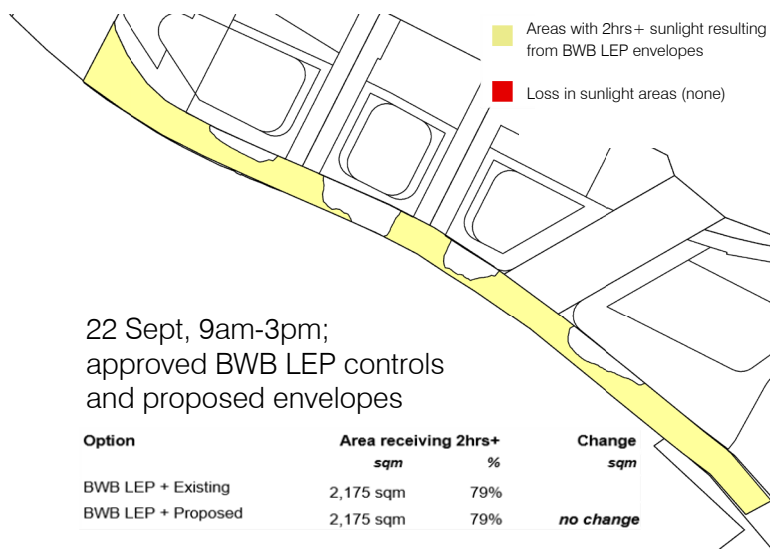 Areas with 2hrs+ sunlight resulting
from BWB LEP envelopes
Loss in sunlight areas (none)
22 Sept, 9am-3pm;
approved BWB LEP controls
and proposed envelopes
Option Area receiving 2hrs+ Change
sqm % sqm
BWB LEP + Existing 2,175 sqm 79%
BWB LEP + Proposed 2,175 sqm 79% no change